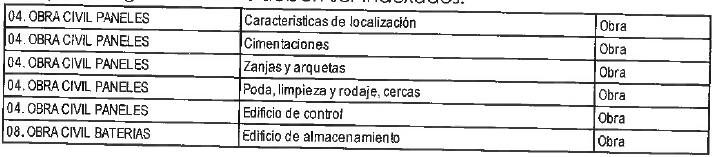 04. OBRA CIVIL PANELES Características de localización Obra
04. OBRA CIVIL PANELES Cimentaciones Obra
04. OBRA CIVIL PANELES Zanjas y arquetas Obra
04. OBRA CIVIL PANELES Poda, limpieza y rodaje, cercas Obra
04. OBRA CIVIL PANELES Edificio de control Obra
08. OBRA CIVIL BATERIAS Edificio de almacenamiento Obra